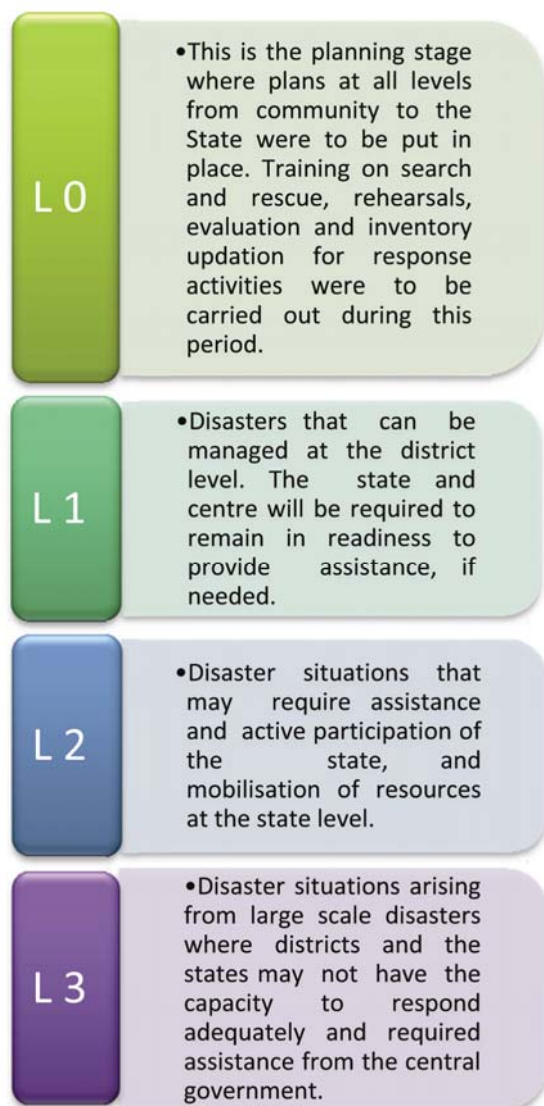 L 0
•This is the planning stage
where plans at all levels
from community to the
State were to be put in
place. Training on search
and rescue, rehearsals,
evaluation and inventory
updation for response
activities were to be
carried out during this
period.
L 1
•Disasters that can be
managed at the district
level. The state and
centre will be required to
remain in readiness to
provide assistance, if
needed.
L 2
•Disaster situations that
may require assistance
and active participation of
the state, and
mobilisation of resources
at the state level.
L 3
•Disaster situations arising
from large scale disasters
where districts and the
states may not have the
capacity to respond
adequately and required
assistance from the central
government.